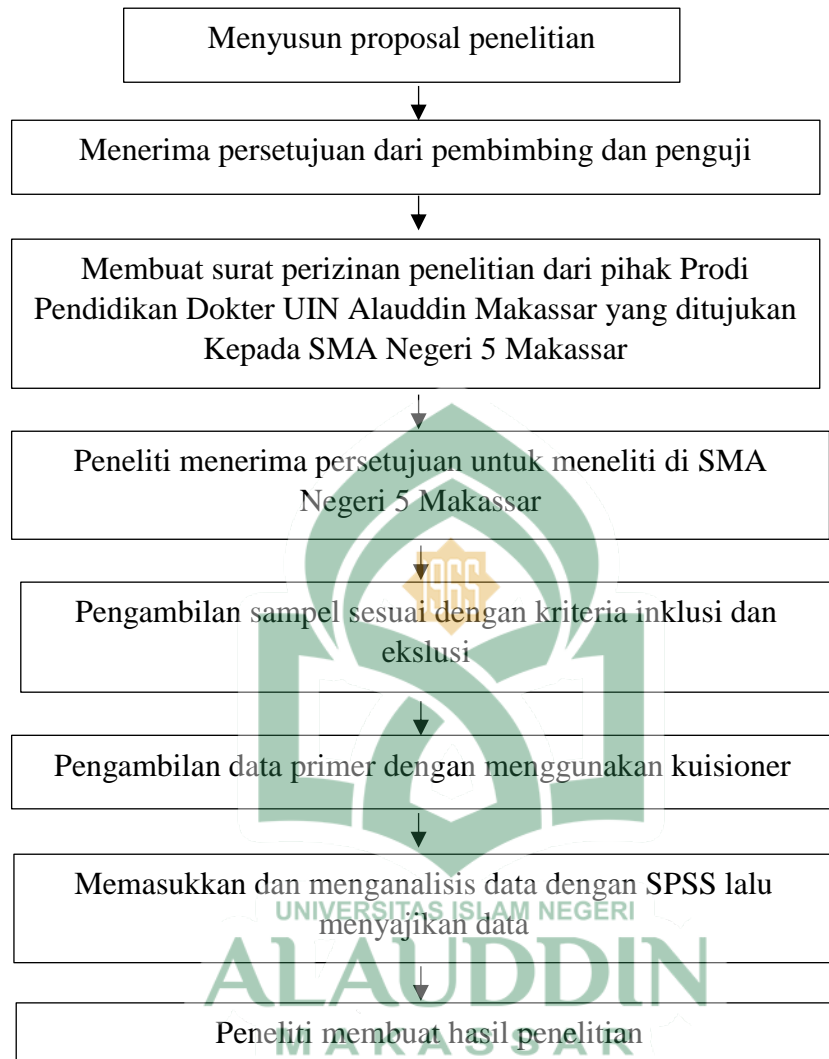 Menyusun proposal penelitian
Menerima persetujuan dari pembimbing dan penguji
Membuat surat perizinan penelitian dari pihak Prodi
Pendidikan Dokter UIN Alauddin Makassar yang ditujukan
Kepada SMA Negeri 5 Makassar
Peneliti menerima persetujuan untuk meneliti di SMA
Negeri 5 Makassar
1965
Pengambilan sampel sesuai dengan kriteria inklusi dan
ekslusi
Pengambilan data primer dengan menggunakan kuisioner
Memasukkan dan menganalisis data dengan SPSS lalu
UNIVERSITAS ISLAM NEGERI
menyajikan data
ALAUDDIN
Peneliti membuat hasil penelitian
MAKASSAR